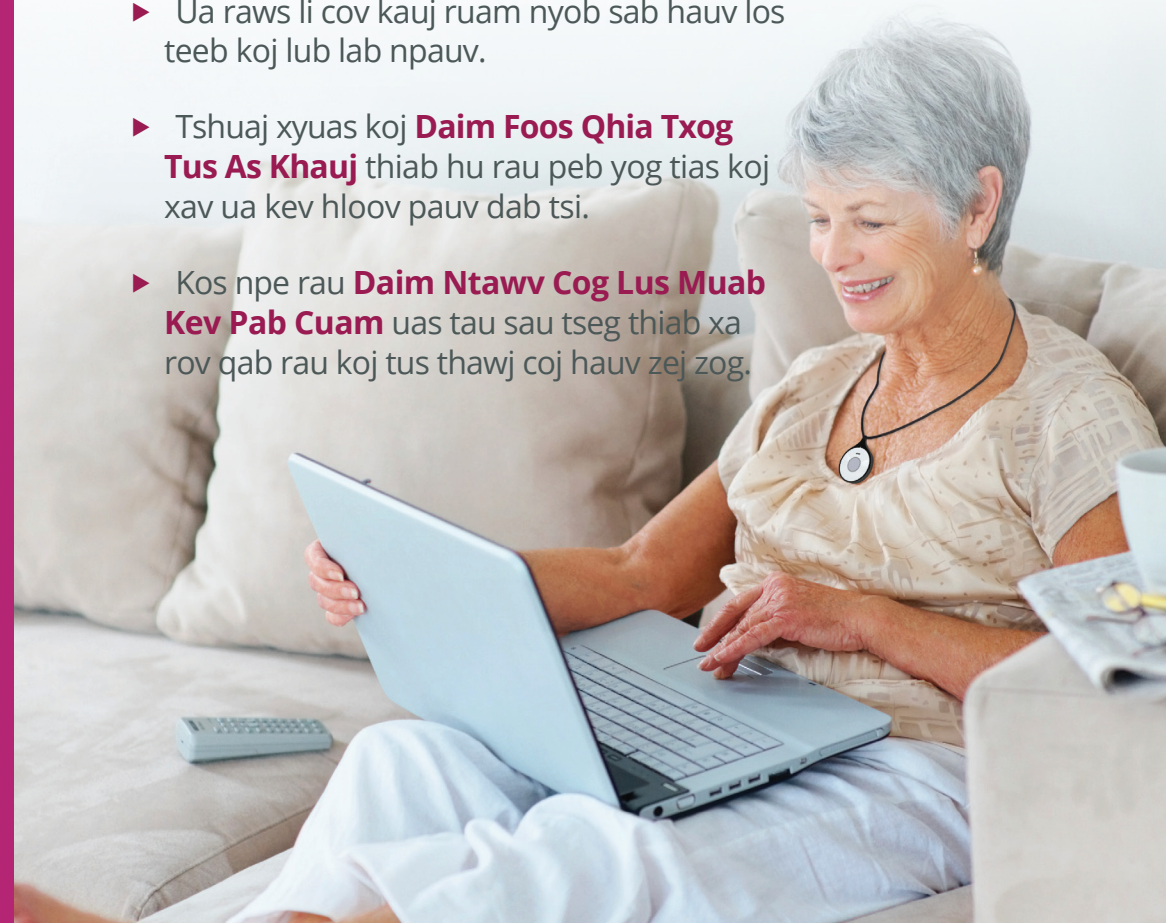 ▶ Ua raws li cov kauj ruam nyob sab hauv los
teeb koj lub lab npauv.
▶ Tshuaj xyuas koj Daim Foos Qhia Txog
Tus As Khauj thiab hu rau peb yog tias koj
xav ua kev hloov pauv dab tsi.
▶ Kos npe rau Daim Ntawv Cog Lus Muab
Kev Pab Cuam uas tau sau tseg thiab xa
rov qab rau koj tus thawj coj hauv zej zog.